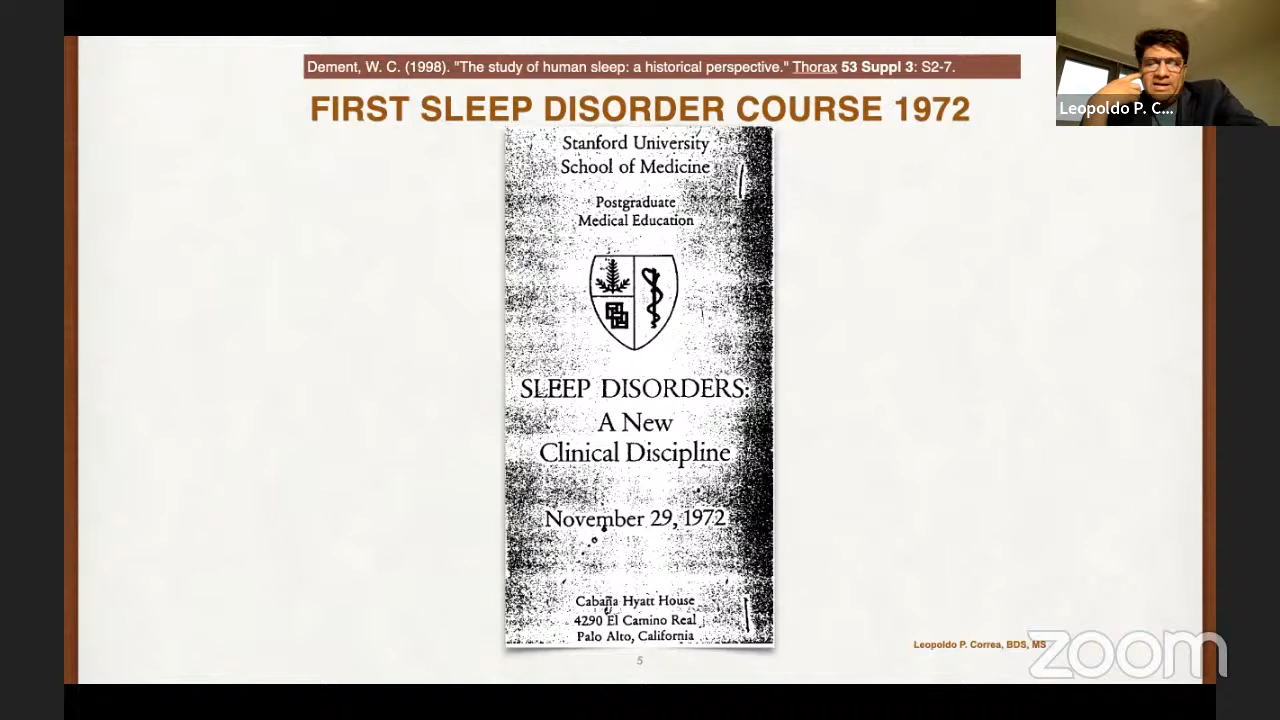 Dement, W. C. (1998). "The study of human sleep: a historical perspective." Thorax 53 Suppl 3: S2-7.
FIRST SLEEP DISORDER COURSE 1972
Leopoldo P. C...
Stanford University
School of Medicine
Postgraduate
Medical Education
SLEEP DISORDERS:
A New
Clinical Discipline
November 29, 1972
Cabaña Hyatt House
4290 El Camino Real
Palo Alto, California
Leopoldo P. Correa, BDS, MS
zoom
5